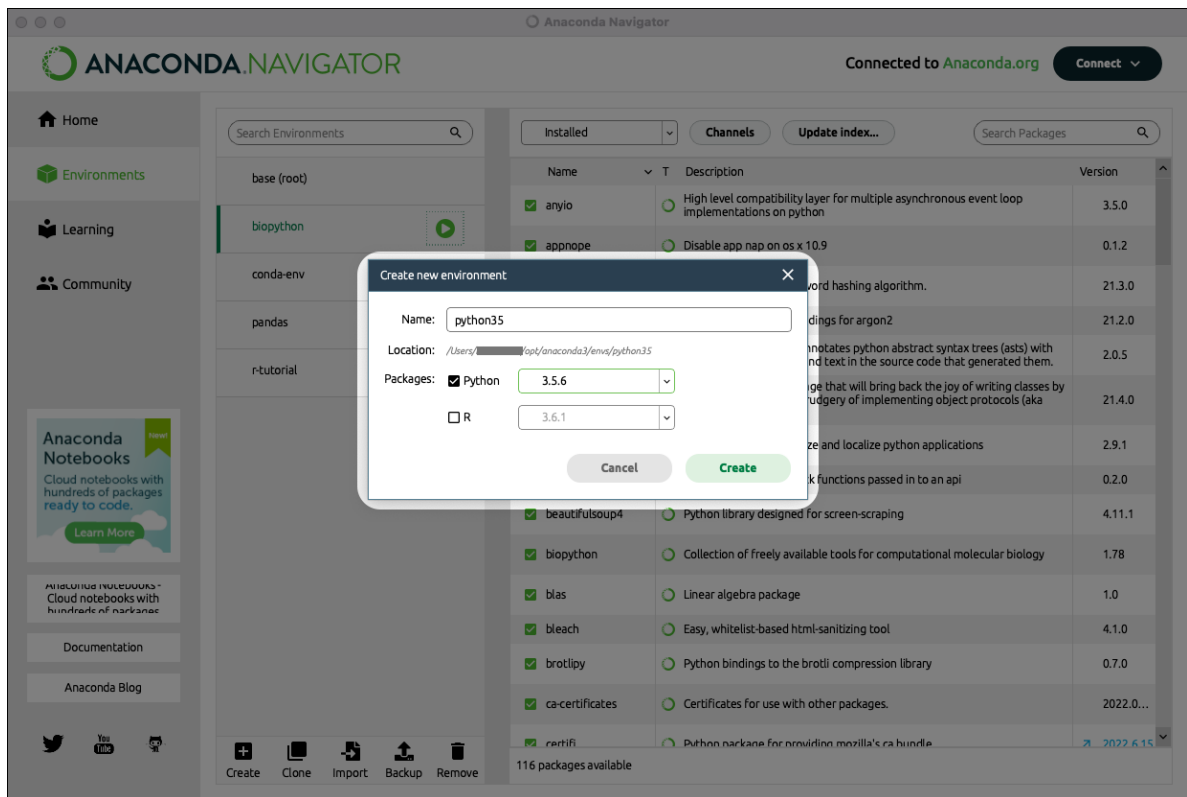 Anaconda Navigator
ANACONDA.NAVIGATOR
Connected to Anaconda.org
Connect
Home
Environments
Learning
Community
Anaconda Notebooks
New!
Cloud notebooks with
hundreds of packages
ready to code.
Learn More
Anaconda Notebooks -
Cloud notebooks with
hundreds of packages
Documentation
Anaconda Blog
You
Tube
Search Environments
base (root)
biopython
conda-env
pandas
r-tutorial
Create Clone Import Backup Remove
Installed
Channels
Update index...
Search Packages
Name T Description Version
anyio High level compatibility layer for multiple asynchronous event loop
implementations on python 3.5.0
appnope Disable app nap on os x 10.9 0.1.2
word hashing algorithm. 21.3.0
dings for argon2 21.2.0
nnotates python abstract syntax trees (asts) with
nd text in the source code that generated them. 2.0.5
ge that will bring back the joy of writing classes by
rudgery of implementing object protocols (aka 21.4.0
ze and localize python applications 2.9.1
k functions passed in to an api 0.2.0
beautifulsoup4 Python library designed for screen-scraping 4.11.1
biopython Collection of freely available tools for computational molecular biology 1.78
blas Linear algebra package 1.0
bleach Easy, whitelist-based html-sanitizing tool 4.1.0
brotlipy Python bindings to the brotli compression library 0.7.0
ca-certificates Certificates for use with other packages. 2022.0...
certifi Python package for providing mozilla's ca bundle 2022.6.15
116 packages available
Create new environment
Name: python35
Location: /Users/ /opt/anaconda3/envs/python35
Packages: Python 3.5.6
R 3.6.1
Cancel Create